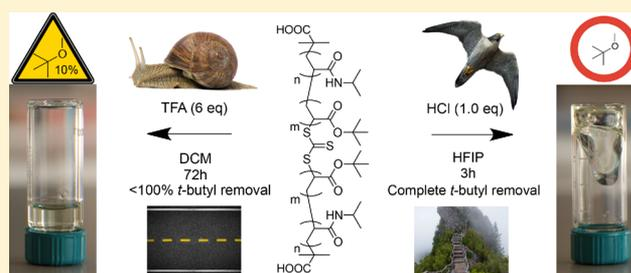 10%
TFA (6 eq)
DCM
72h
<100% t-butyl removal
HOOC
n
O
HN
m
O
O
S
S
S
O
O
m
HN
O
n
HOOC
HCl (1.0 eq)
HFIP
3h
Complete t-butyl removal
O
O